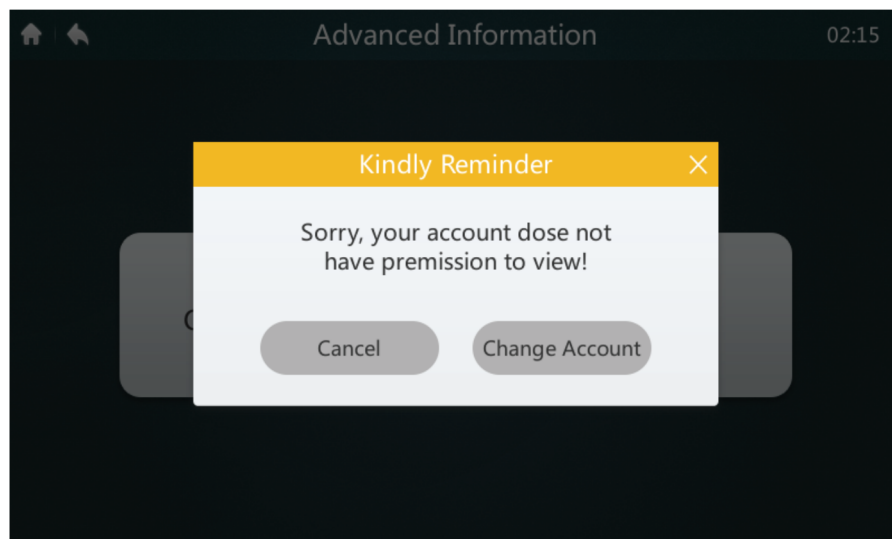 Advanced Information
02:15
Kindly Reminder
Sorry, your account dose not
have premission to view!
Cancel
Change Account